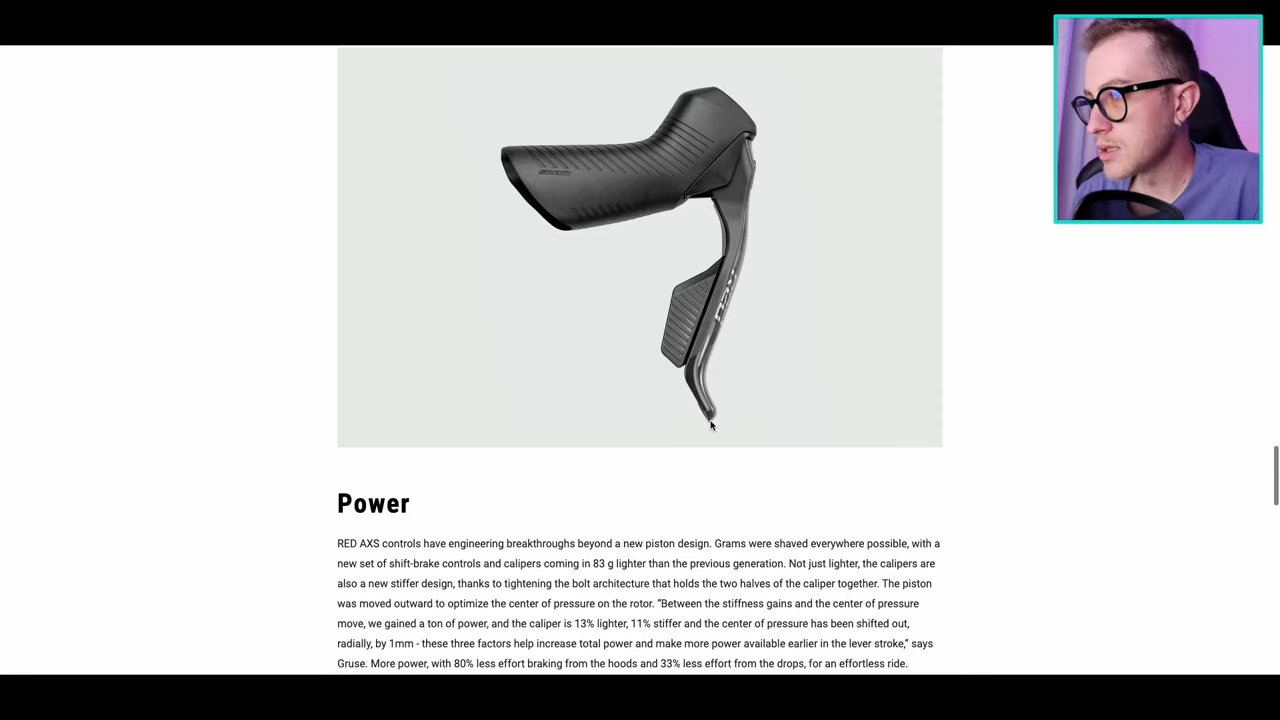 RED
Power
RED AXS controls have engineering breakthroughs beyond a new piston design. Grams were shaved everywhere possible, with a
new set of shift-brake controls and calipers coming in 83 g lighter than the previous generation. Not just lighter, the calipers are
also a new stiffer design, thanks to tightening the bolt architecture that holds the two halves of the caliper together. The piston
was moved outward to optimize the center of pressure on the rotor. “Between the stiffness gains and the center of pressure
move, we gained a ton of power, and the caliper is 13% lighter, 11% stiffer and the center of pressure has been shifted out,
radially, by 1mm - these three factors help increase total power and make more power available earlier in the lever stroke,” says
Gruse. More power, with 80% less effort braking from the hoods and 33% less effort from the drops, for an effortless ride.